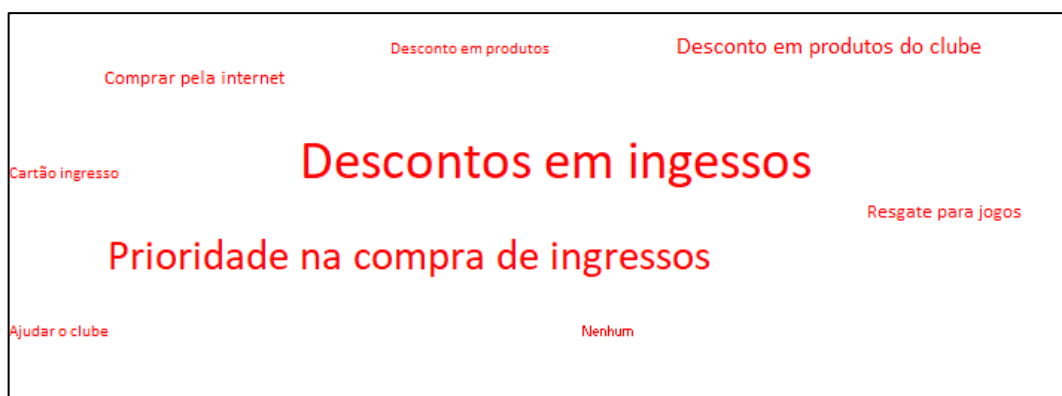 Desconto em produtos
Desconto em produtos do clube
Comprar pela internet
Descontos em ingessos
Cartão ingresso
Resgate para jogos
Prioridade na compra de ingressos
Ajudar o clube
Nenhum